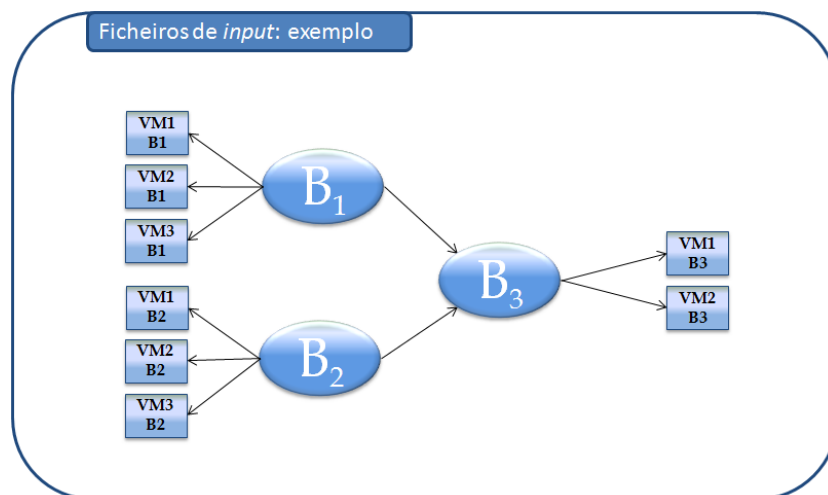 Ficheiros de input: exemplo
VM1
B1
VM2
B1
VM3
B1
B₁
VM1
B2
VM2
B2
VM3
B2
B₂
B₃
VM1
B3
VM2
B3